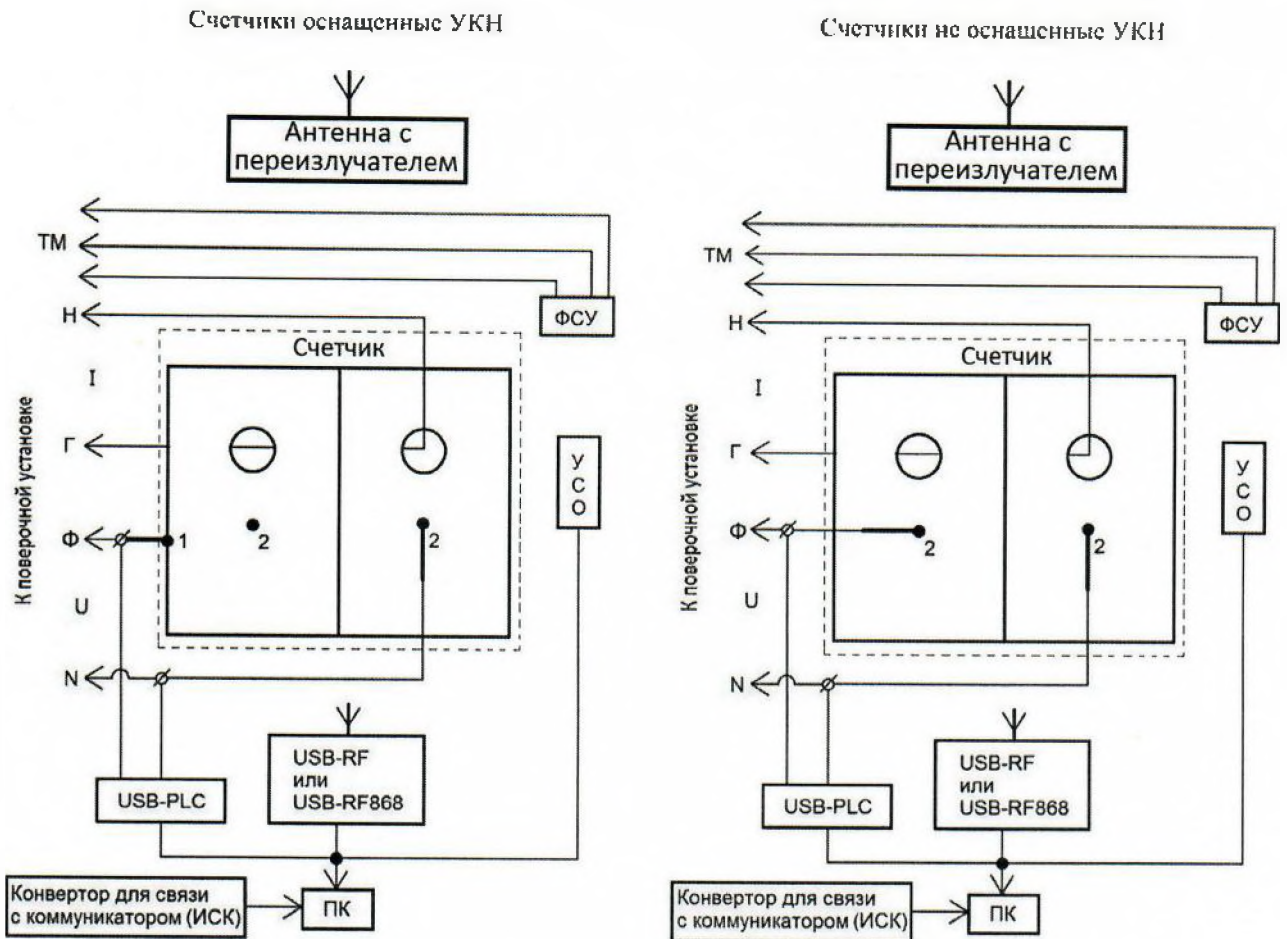 Счетчики оснащенные УКН
Антенна с
переизлучателем
ТМ
ФСУ
Н
Счетчик
I
Г
У
С
О
Ф
1
2
2
U
N
К поверочной установке
USB-RF
или
USB-RF868
USB-PLC
Конвертор для связи
с коммуникатором (ИСК)
ПК
Счетчики не оснащенные УКН
Антенна с
переизлучателем
ТМ
ФСУ
Н
Счетчик
I
Г
У
С
О
Ф
2
2
U
N
К поверочной установке
USB-RF
или
USB-RF868
USB-PLC
Конвертор для связи
с коммуникатором (ИСК)
ПК